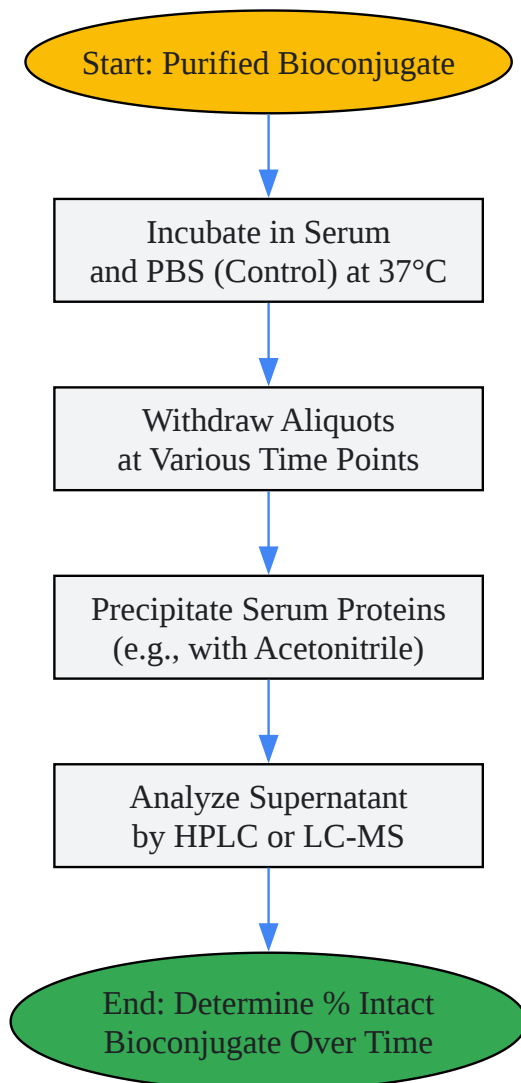 Start: Purified Bioconjugate
Incubate in Serum
and PBS (Control) at 37°C
Withdraw Aliquots
at Various Time Points
Precipitate Serum Proteins
(e.g., with Acetonitrile)
Analyze Supernatant
by HPLC or LC-MS
End: Determine % Intact
Bioconjugate Over Time